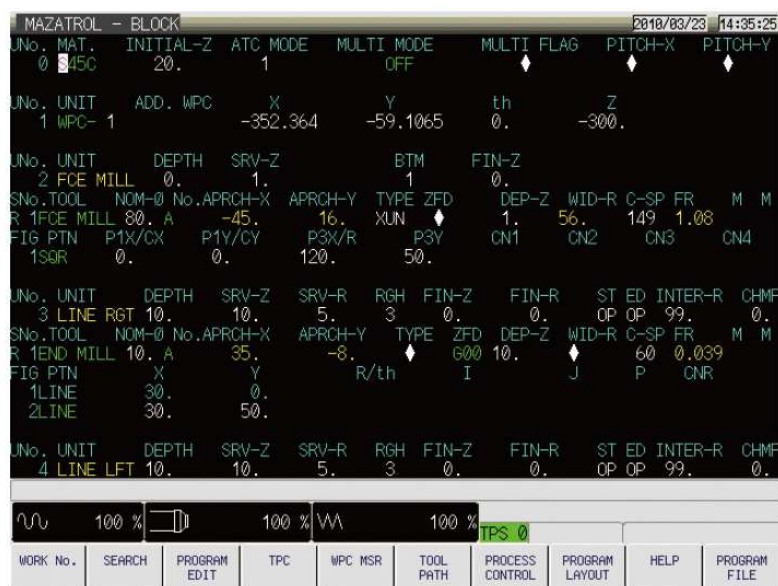 MAZATROL - BLOCK 2010/03/23 14:35:25
UNo. MAT. INITIAL-Z ATC MODE MULTI MODE MULTI FLAG PITCH-X PITCH-Y
0 S45C 20. 1 OFF ♦ ♦ ♦
UNo. UNIT ADD. WPC X Y th Z
1 WPC- 1 -352.364 -59.1065 0. -300.
UNo. UNIT DEPTH SRV-Z BTM FIN-Z
2 FCE MILL 0. 1. 1 0.
SNo.TOOL NOM-Ø No.APRCH-X APRCH-Y TYPE ZFD DEP-Z WID-R C-SP FR M M
R 1FCE MILL 80. A -45. 16. XUN ♦ 1. 56. 149 1.08
FIG PTN P1X/CX P1Y/CY P3X/R P3Y CN1 CN2 CN3 CN4
1SQR 0. 0. 120. 50.
UNo. UNIT DEPTH SRV-Z SRV-R RGH FIN-Z FIN-R ST ED INTER-R CHMF
3 LINE RGT 10. 10. 5. 3 0. 0. OP OP 99. 0.
SNo.TOOL NOM-Ø No.APRCH-X APRCH-Y TYPE ZFD DEP-Z WID-R C-SP FR M M
R 1END MILL 10. A 35. -8. ♦ G00 10. ♦ 60 0.039
FIG PTN X Y R/th I J P CNR
1LINE 30. 0.
2LINE 30. 50.
UNo. UNIT DEPTH SRV-Z SRV-R RGH FIN-Z FIN-R ST ED INTER-R CHMF
4 LINE LFT 10. 10. 5. 3 0. 0. OP OP 99. 0.
100 % 100 % 100 % TPS 0
WORK No. SEARCH PROGRAM EDIT TPC WPC MSR TOOL PATH PROCESS CONTROL PROGRAM LAYOUT HELP PROGRAM FILE